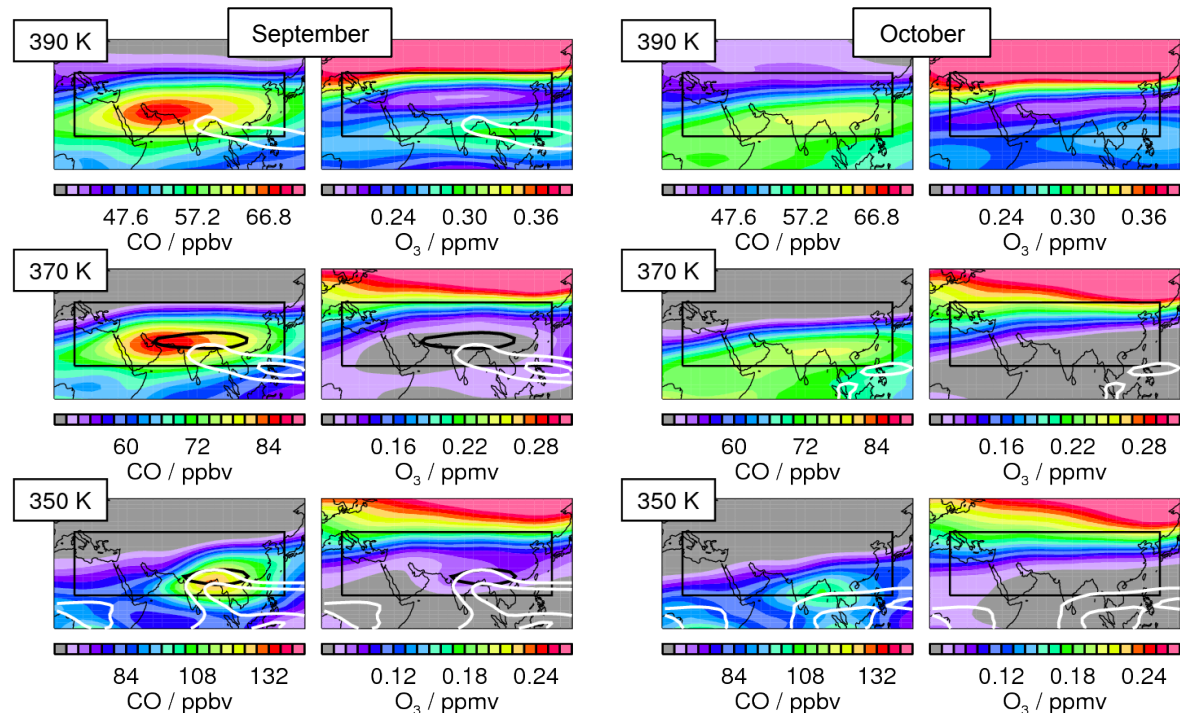 September
October
390 K
390 K
47.6 57.2 66.8
CO / ppbv
0.24 0.30 0.36
O₃ / ppmv
47.6 57.2 66.8
CO / ppbv
0.24 0.30 0.36
O₃ / ppmv
370 K
370 K
60 72 84
CO / ppbv
0.16 0.22 0.28
O₃ / ppmv
60 72 84
CO / ppbv
0.16 0.22 0.28
O₃ / ppmv
350 K
350 K
84 108 132
CO / ppbv
0.12 0.18 0.24
O₃ / ppmv
84 108 132
CO / ppbv
0.12 0.18 0.24
O₃ / ppmv